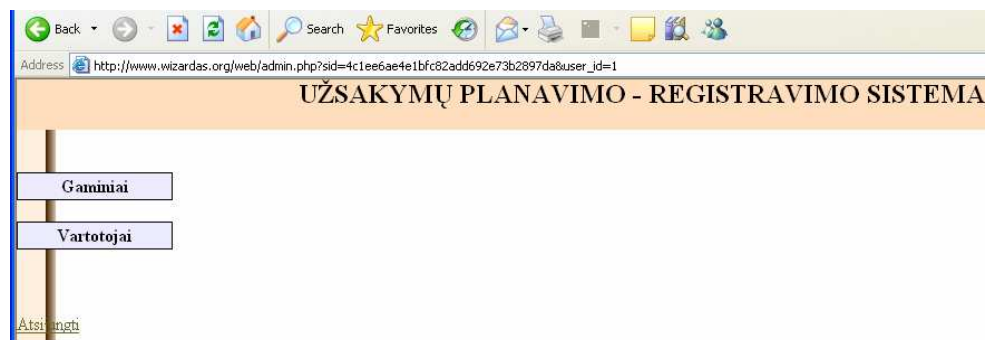 Back Search Favorites
Address http://www.wizardas.org/web/admin.php?sid=4c1ee6ae4e1bfc82add692e73b2897da&user_id=1
UŽSAKYMŲ PLANAVIMO - REGISTRAVIMO SISTEMA
Gaminiai
Vartotojai
Atsijungti